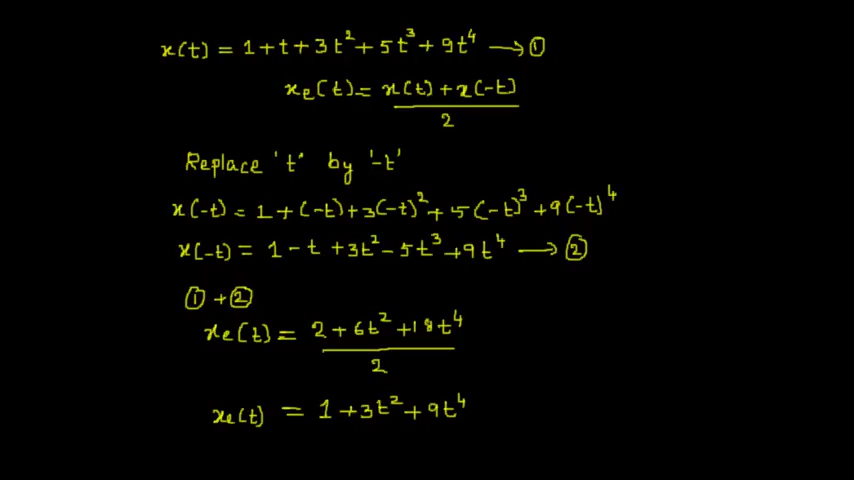 x(t) = 1 + t + 3t² + 5t³ + 9t⁴ → ①
xₑ(t) = x(t) + x(-t)
2
Replace 't' by '-t'
x(-t) = 1 + (-t) + 3(-t)² + 5(-t)³ + 9(-t)⁴
x(-t) = 1 - t + 3t² - 5t³ + 9t⁴ → ②
① + ②
xₑ(t) = 2 + 6t² + 18t⁴
2
xₑ(t) = 1 + 3t² + 9t⁴